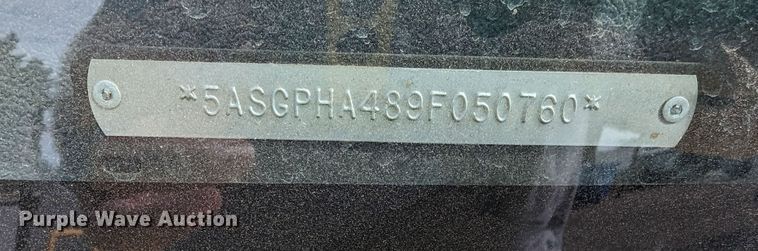 *5ASGPHA489F050760*
Purple Wave Auction